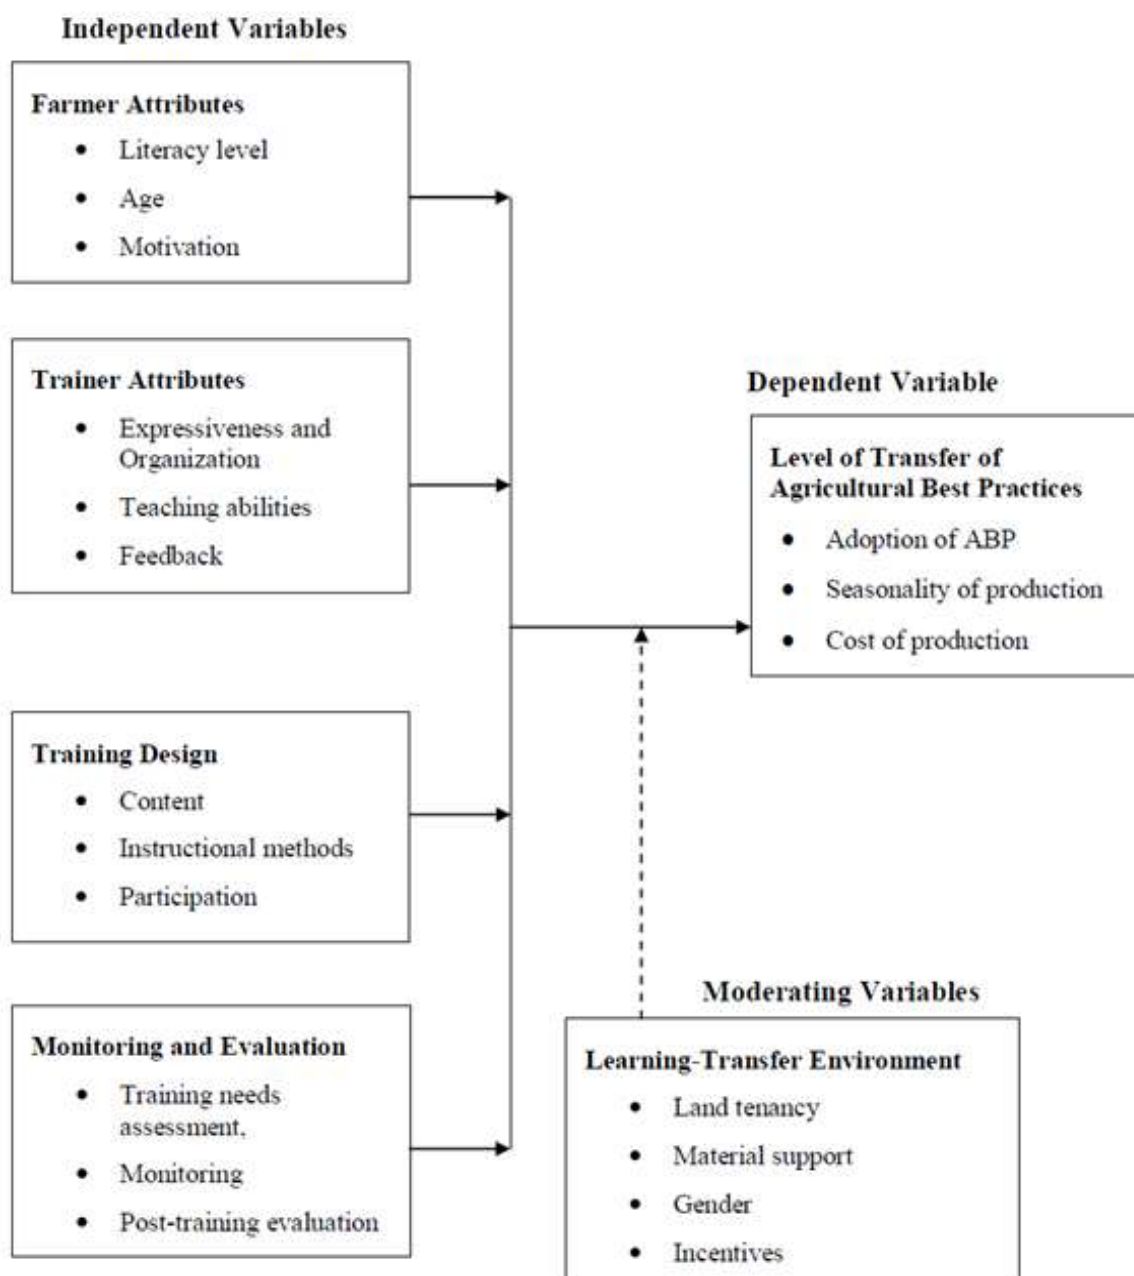 Independent Variables
Farmer Attributes
• Literacy level
• Age
• Motivation
Trainer Attributes
• Expressiveness and
Organization
• Teaching abilities
• Feedback
Training Design
• Content
• Instructional methods
• Participation
Monitoring and Evaluation
• Training needs
assessment,
• Monitoring
• Post-training evaluation
Dependent Variable
Level of Transfer of
Agricultural Best Practices
• Adoption of ABP
• Seasonality of production
• Cost of production
Moderating Variables
Learning-Transfer Environment
• Land tenancy
• Material support
• Gender
• Incentives